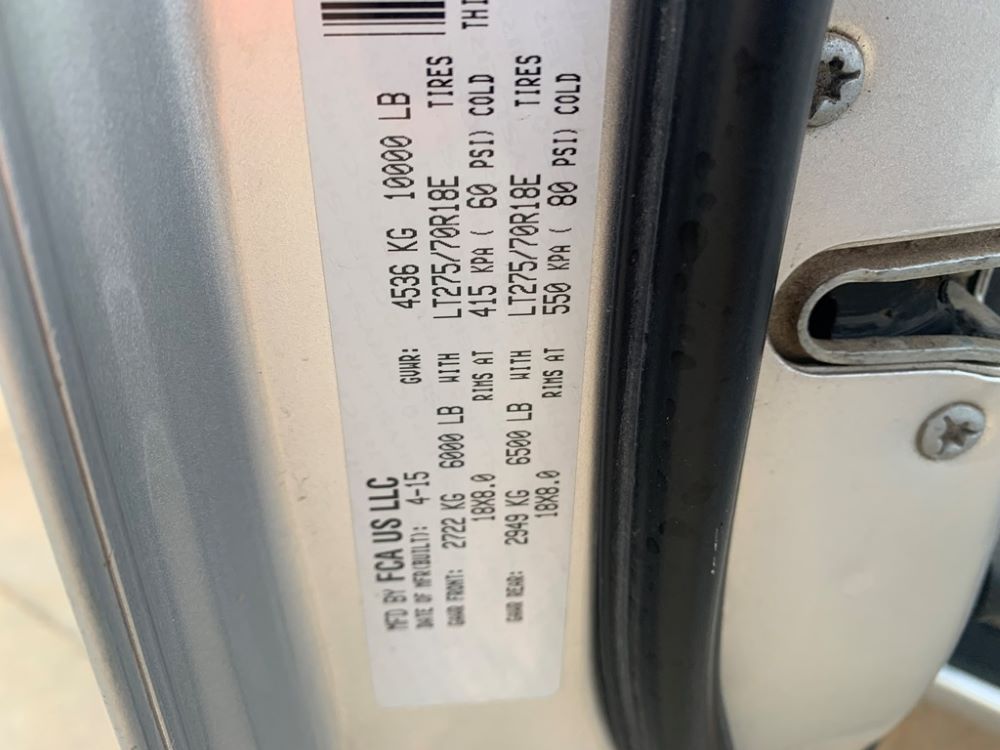 MFD BY FCA US LLC
DATE OF MFR(BUILT): 4-15 GVWR: 4536 KG 10000 LB
GAWR FRONT: 2722 KG 6000 LB WITH LT275/70R18E TIRES
18X8.0 RIMS AT 415 KPA ( 60 PSI) COLD
GAWR REAR: 2949 KG 6500 LB WITH LT275/70R18E TIRES
18X8.0 RIMS AT 550 KPA ( 80 PSI) COLD